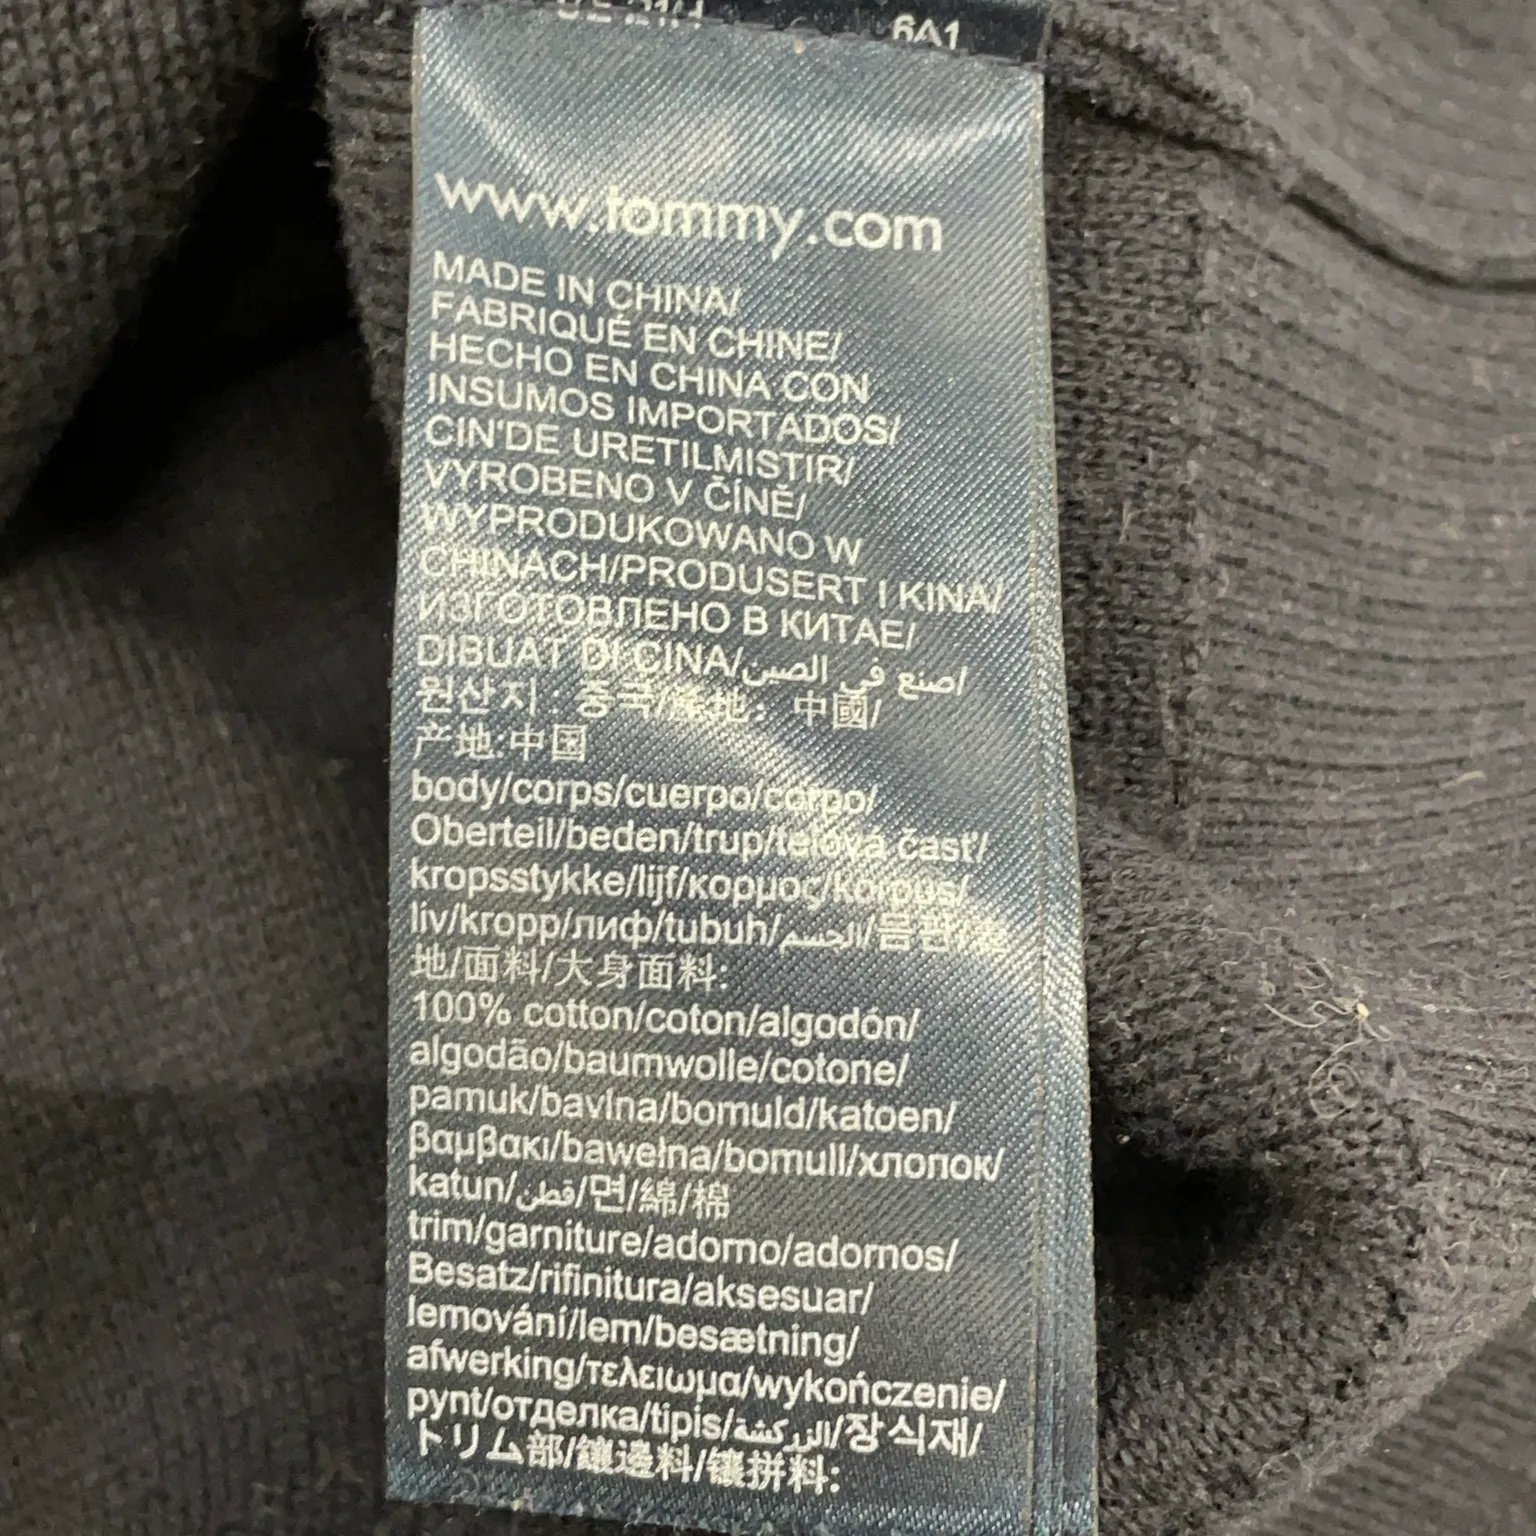 6A1
www.tommy.com
MADE IN CHINA/
FABRIQUÉ EN CHINE/
HECHO EN CHINA CON
INSUMOS IMPORTADOS/
CIN'DE URETILMISTIR/
VYROBENO V ČÍNĚ/
WYPRODUKOWANO W
CHINACH/PRODUSERT I KINA/
ИЗГОТОВЛЕНО В КИТАЕ/
DIBUAT DI CINA/صنع في الصين/
원산지: 중국/産地: 中國/
产地:中国
body/corps/cuerpo/corpo/
Oberteil/beden/trup/telová časť/
kropsstykke/lijf/κορμος/korpus/
liv/kropp/лиф/tubuh/الجسم/몸판/
地/面料/大身面料:
100% cotton/coton/algodón/
algodão/baumwolle/cotone/
pamuk/bavlna/bomuld/katoen/
βαμβακι/bawełna/bomull/хлопок/
katun/قطن/면/綿/棉
trim/garniture/adorno/adornos/
Besatz/rifinitura/aksesuar/
lemování/lem/besætning/
afwerking/τελειωμα/wykończenie/
pynt/отделка/tipis/الزركشة/장식재/
トリム部/鑲邊料/镶拼料: